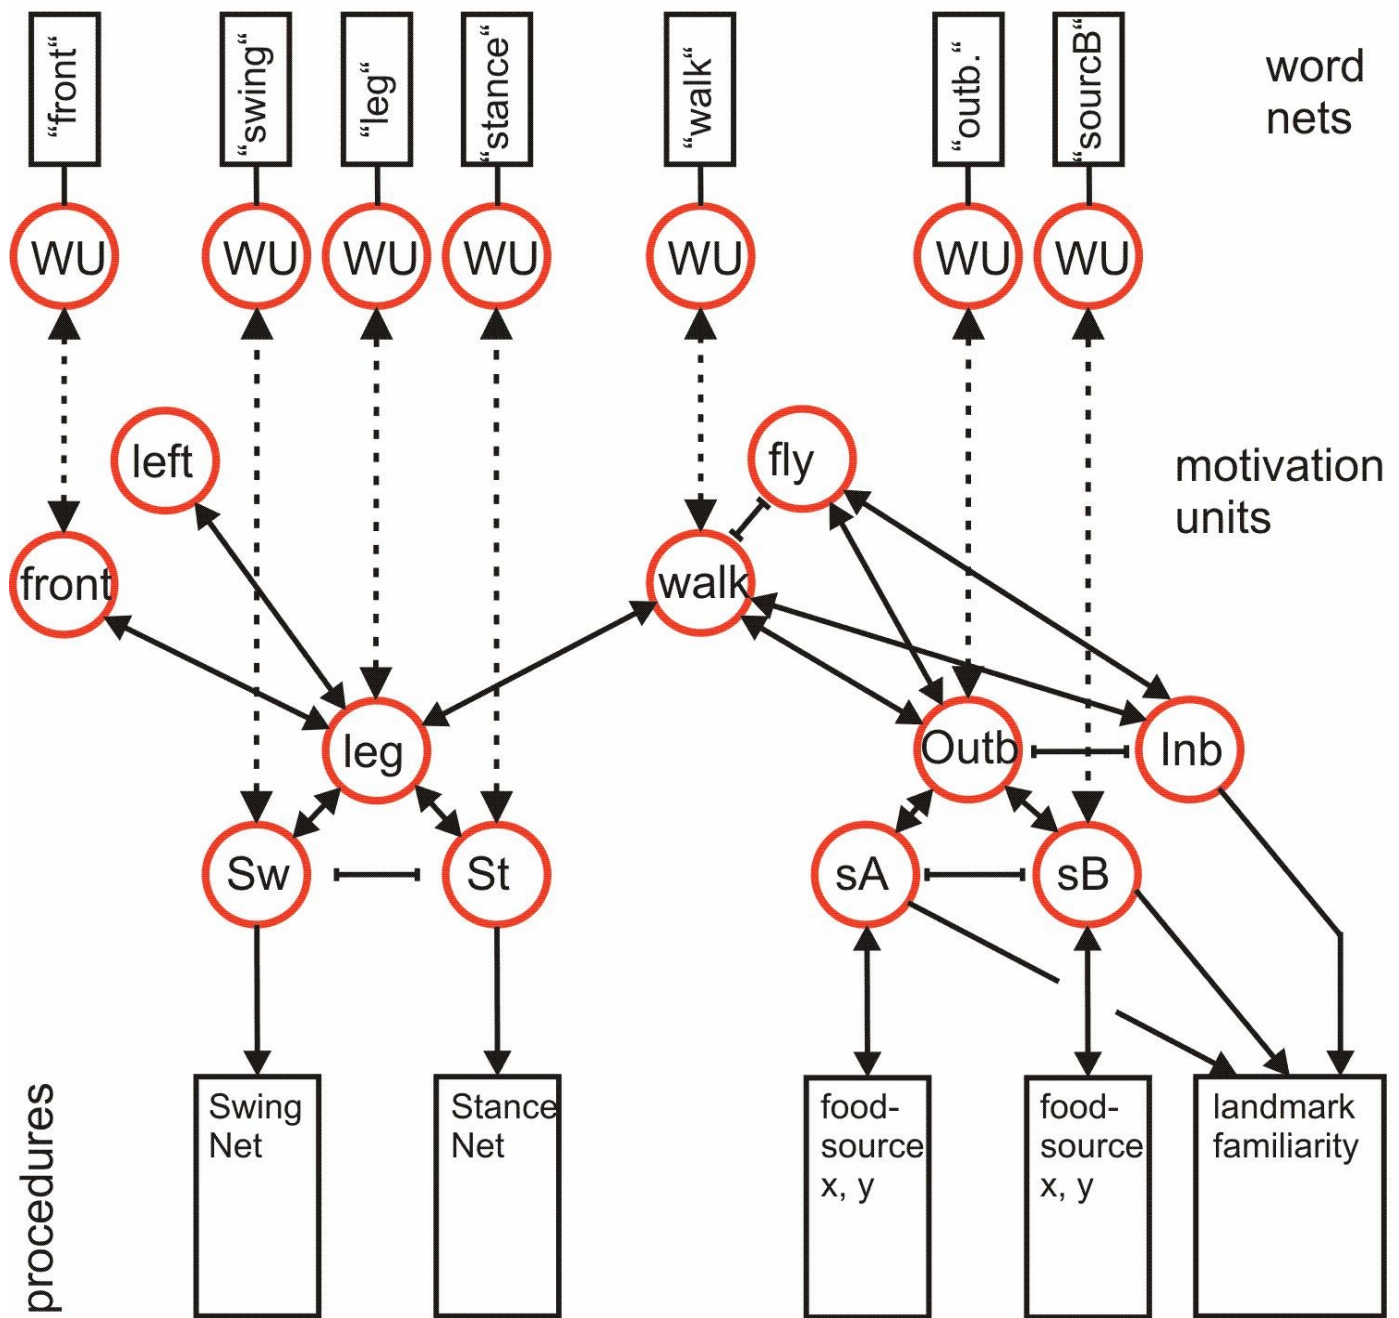 “front“
“swing”
“leg”
“stance”
“walk”
“outb.”
“sourcB”
word
nets
WU
WU
WU
WU
WU
WU
WU
left
fly
motivation
units
front
walk
leg
Outb
Inb
Sw
St
sA
sB
procedures
Swing
Net
Stance
Net
food-
source
x, y
food-
source
x, y
landmark
familiarity